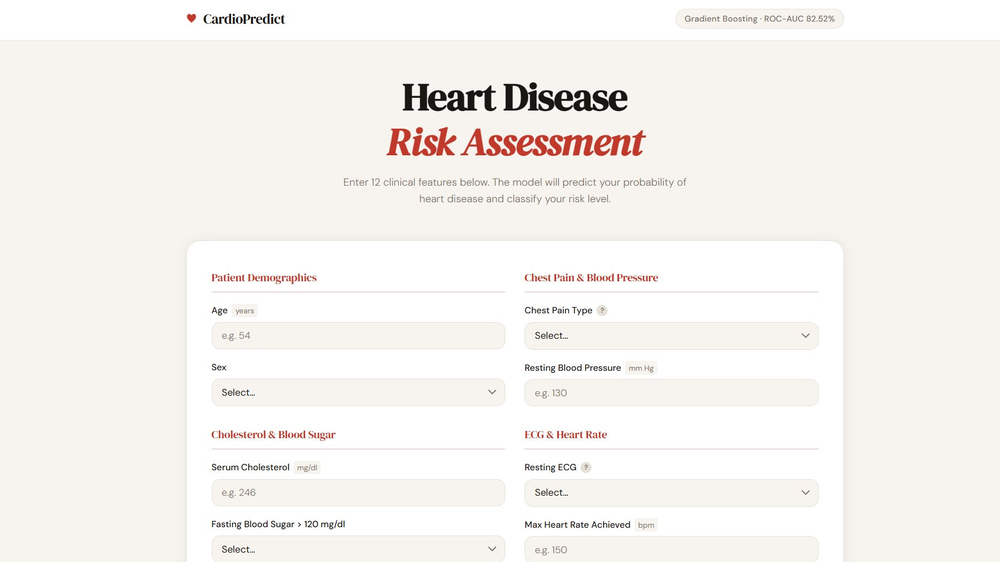 CardioPredict
Gradient Boosting · ROC-AUC 82.52%
Heart Disease
Risk Assessment
Enter 12 clinical features below. The model will predict your probability of
heart disease and classify your risk level.
Patient Demographics
Age years
e.g. 54
Sex
Select...
Chest Pain & Blood Pressure
Chest Pain Type ?
Select...
Resting Blood Pressure mm Hg
e.g. 130
Cholesterol & Blood Sugar
Serum Cholesterol mg/dl
e.g. 246
Fasting Blood Sugar > 120 mg/dl
Select...
ECG & Heart Rate
Resting ECG ?
Select...
Max Heart Rate Achieved bpm
e.g. 150